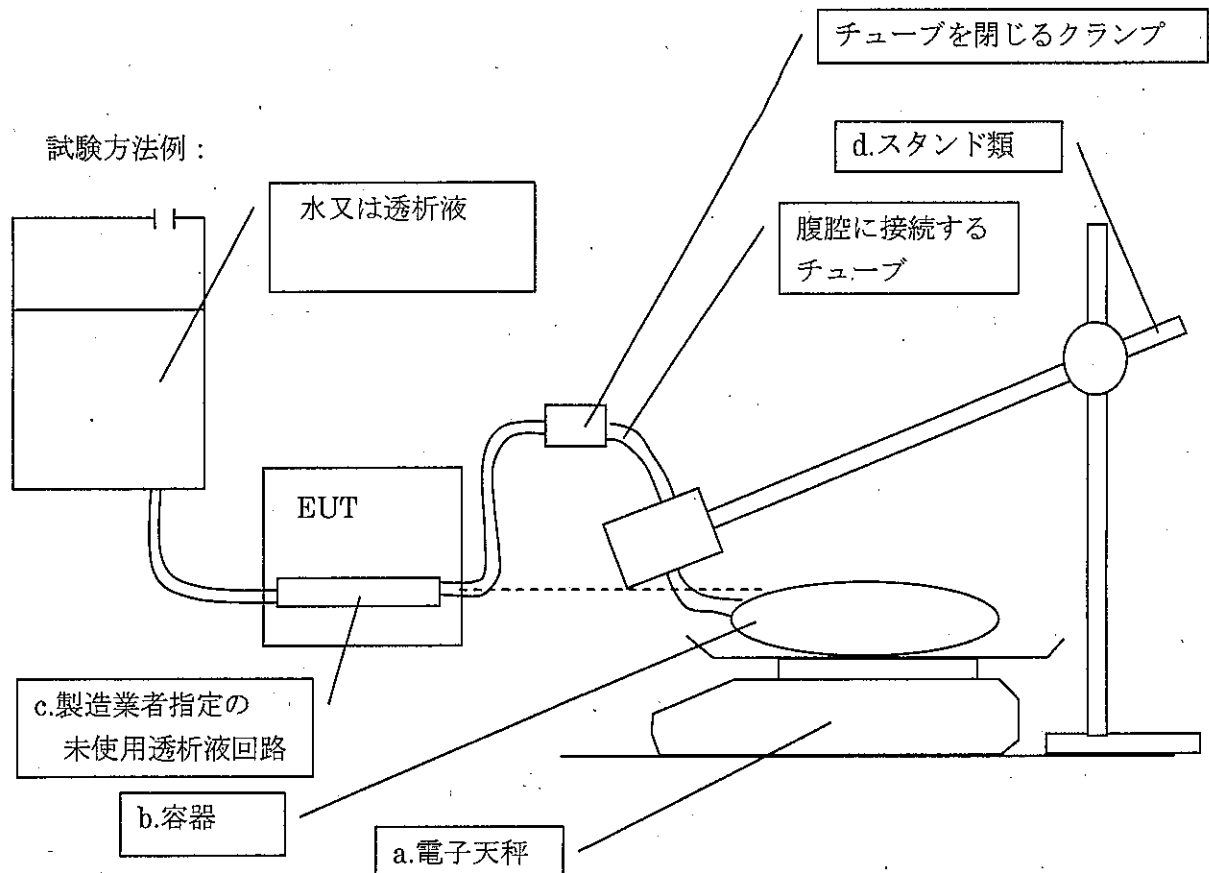 チューブを閉じるクランプ
試験方法例：
d.スタンド類
水又は透析液
腹腔に接続する
チューブ
EUT
c.製造業者指定の
未使用透析液回路
b.容器
a.電子天秤